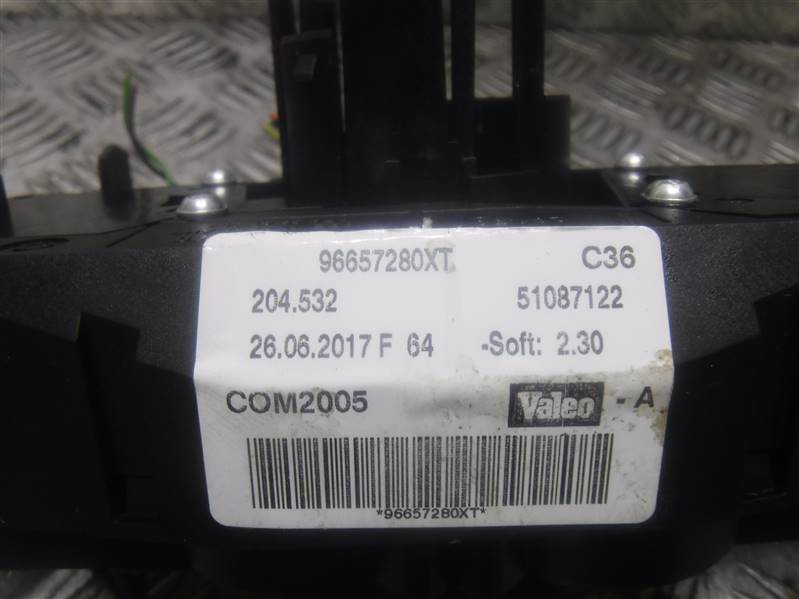 96657280XT C36
204.532 51087122
26.06.2017 F 64 -Soft: 2.30
COM2005 Valeo - A
*96657280XT*